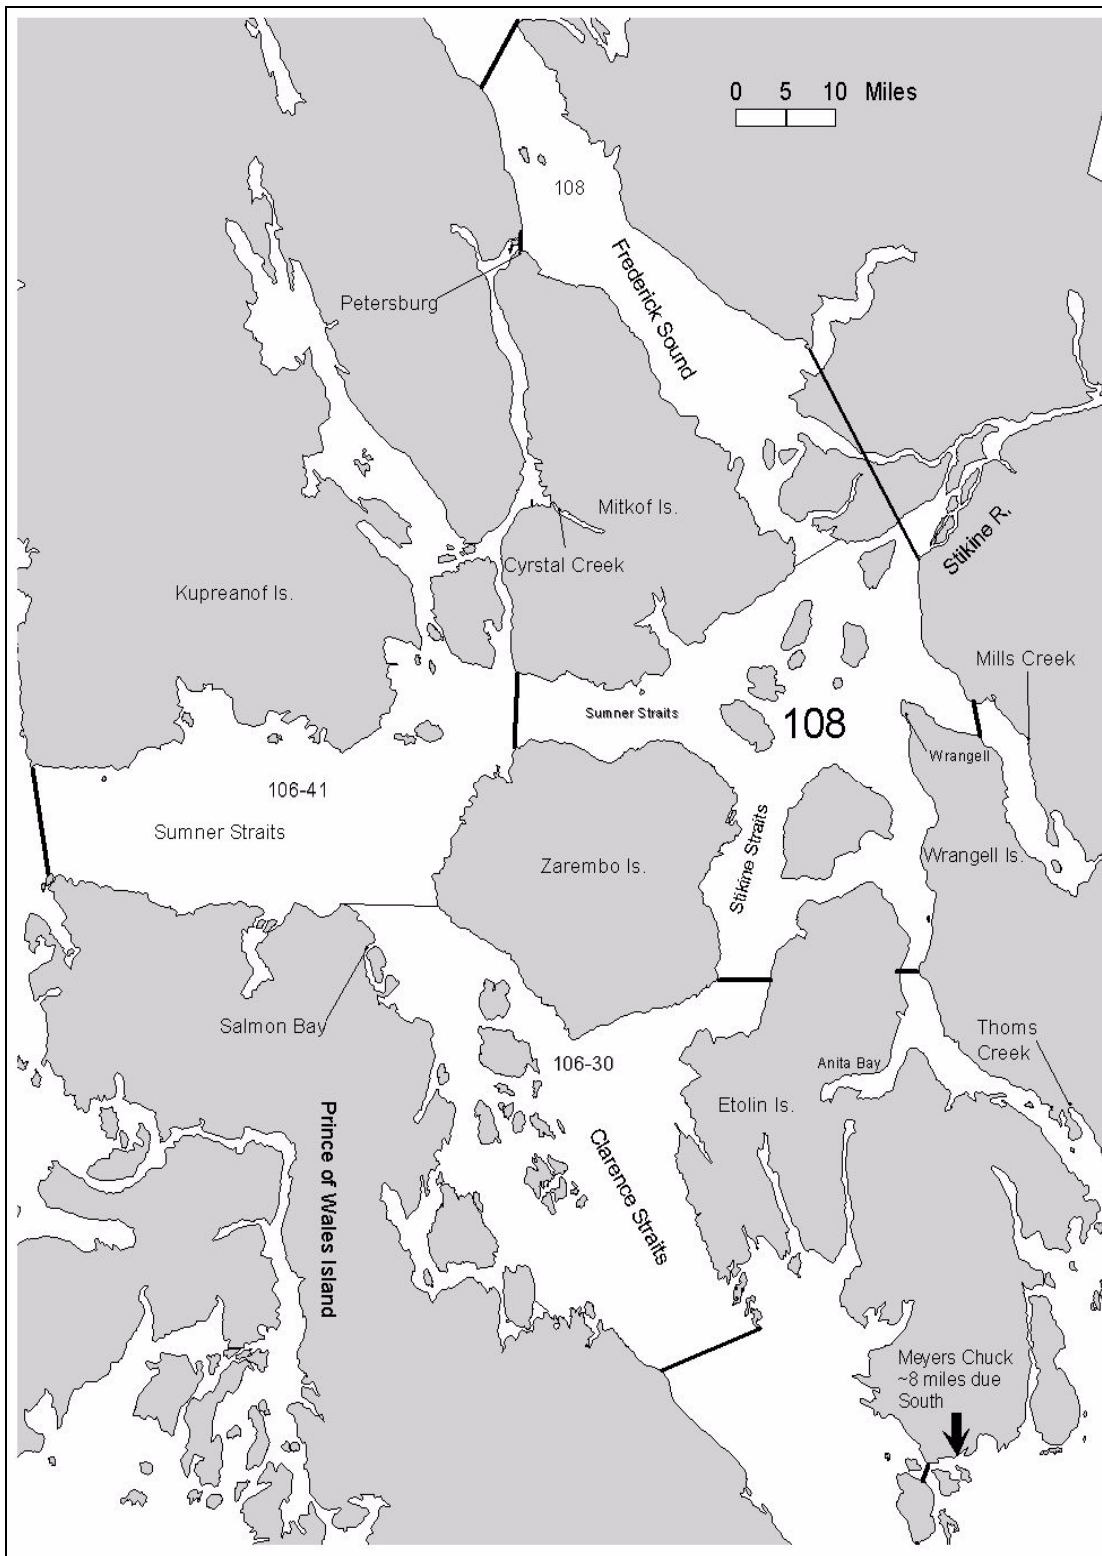 0 5 10 Miles
108
Frederick Sound
Petersburg
Mitkof Is.
Stikine R.
Cyrstal Creek
Kupreanof Is.
Mills Creek
Sumner Straits
108
Wrangell
106-41
Sumner Straits
Stikine Straits
Wrangell Is.
Zarembo Is.
Salmon Bay
Thoms
Creek
106-30
Anita Bay
Etolin Is.
Prince of Wales Island
Clarence Straits
Meyers Chuck
~8 miles due
South